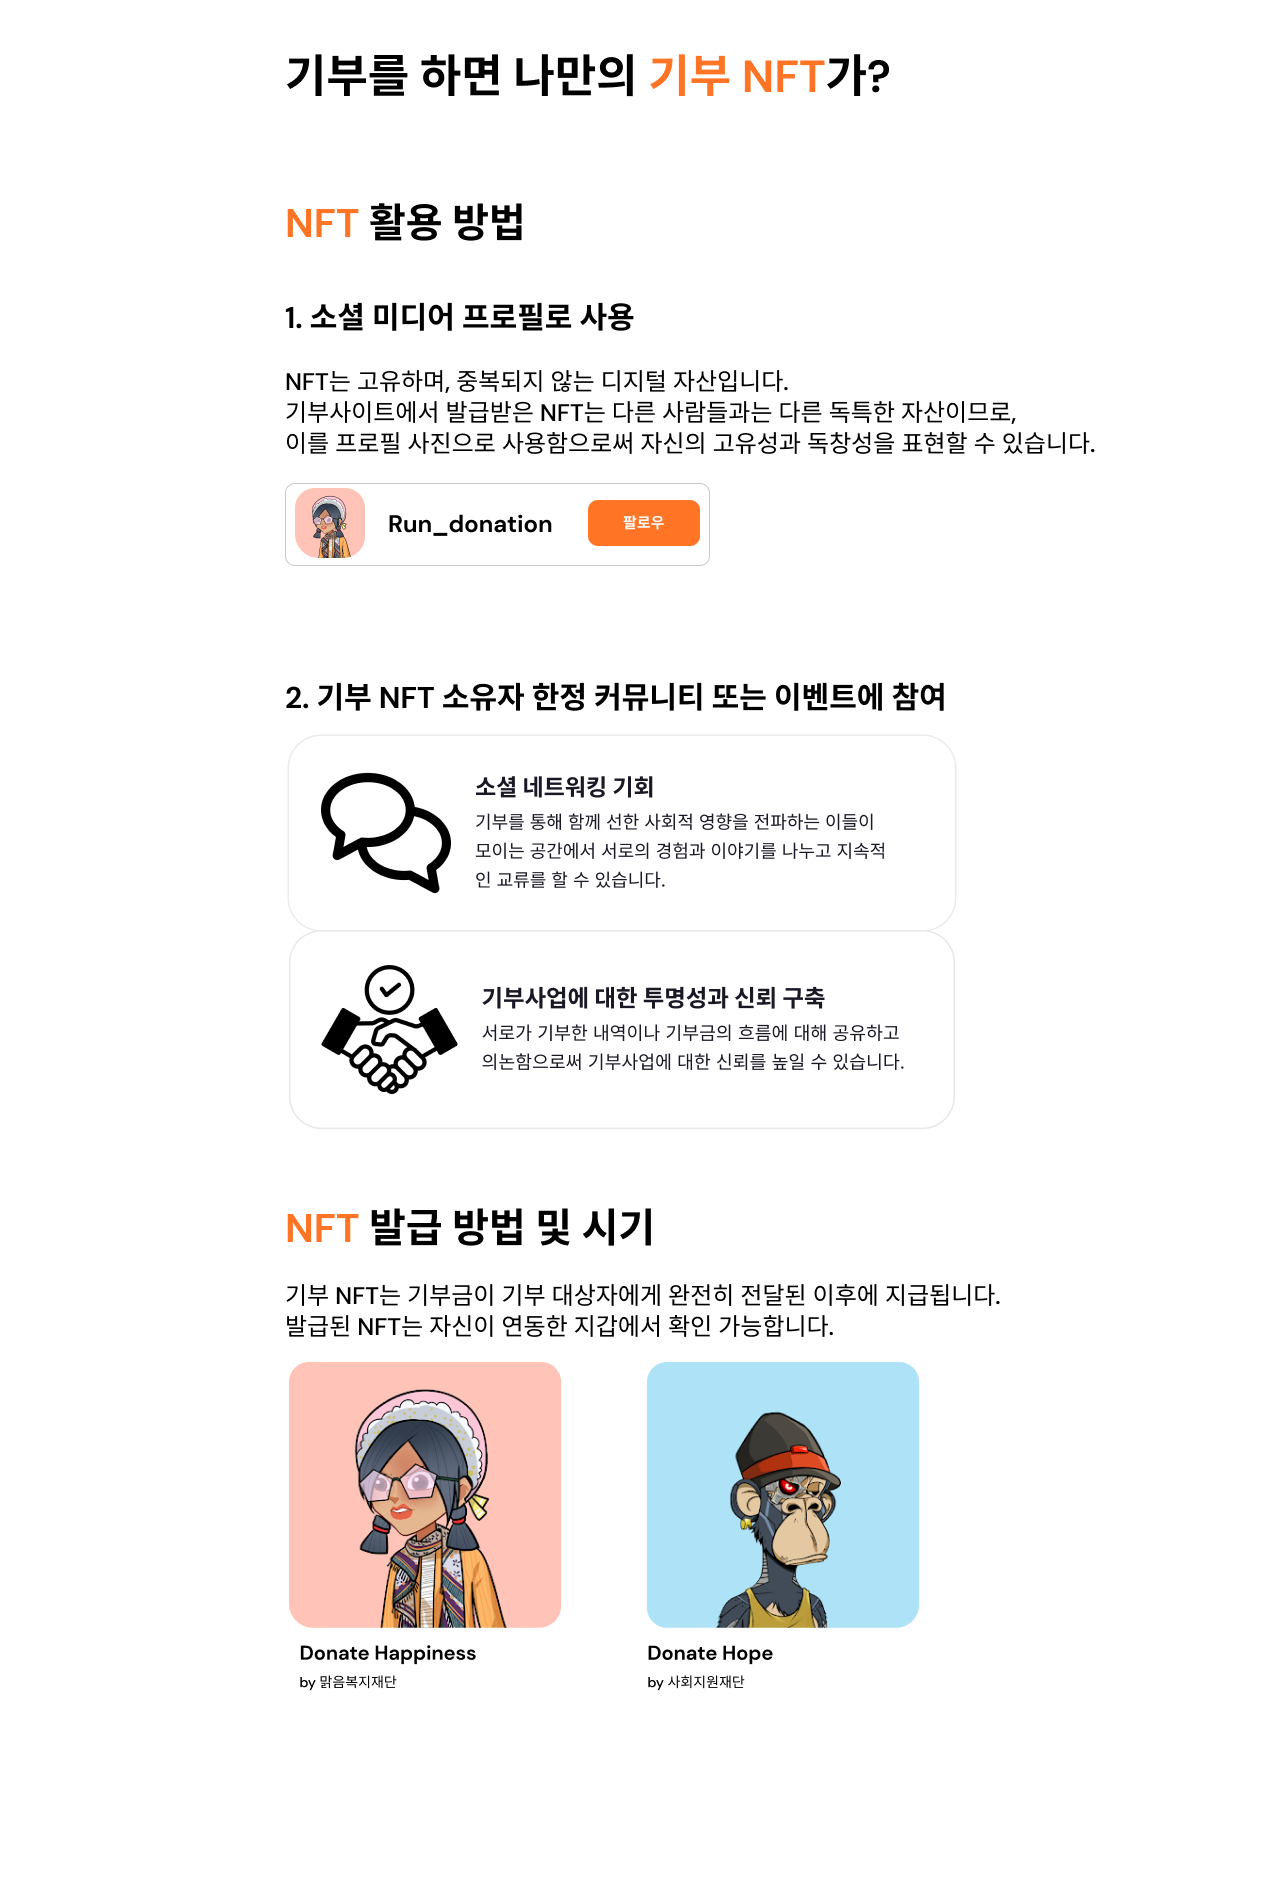 기부를 하면 나만의 기부 NFT가?
NFT 활용 방법
1. 소셜 미디어 프로필로 사용
NFT는 고유하며, 중복되지 않는 디지털 자산입니다.
기부사이트에서 발급받은 NFT는 다른 사람들과는 다른 독특한 자산이므로,
이를 프로필 사진으로 사용함으로써 자신의 고유성과 독창성을 표현할 수 있습니다.
Run_donation
팔로우
2. 기부 NFT 소유자 한정 커뮤니티 또는 이벤트에 참여
소셜 네트워킹 기회
기부를 통해 함께 선한 사회적 영향을 전파하는 이들이
모이는 공간에서 서로의 경험과 이야기를 나누고 지속적
인 교류를 할 수 있습니다.
기부사업에 대한 투명성과 신뢰 구축
서로가 기부한 내역이나 기부금의 흐름에 대해 공유하고
의논함으로써 기부사업에 대한 신뢰를 높일 수 있습니다.
NFT 발급 방법 및 시기
기부 NFT는 기부금이 기부 대상자에게 완전히 전달된 이후에 지급됩니다.
발급된 NFT는 자신이 연동한 지갑에서 확인 가능합니다.
Donate Happiness
by 맑음복지재단
Donate Hope
by 사회지원재단